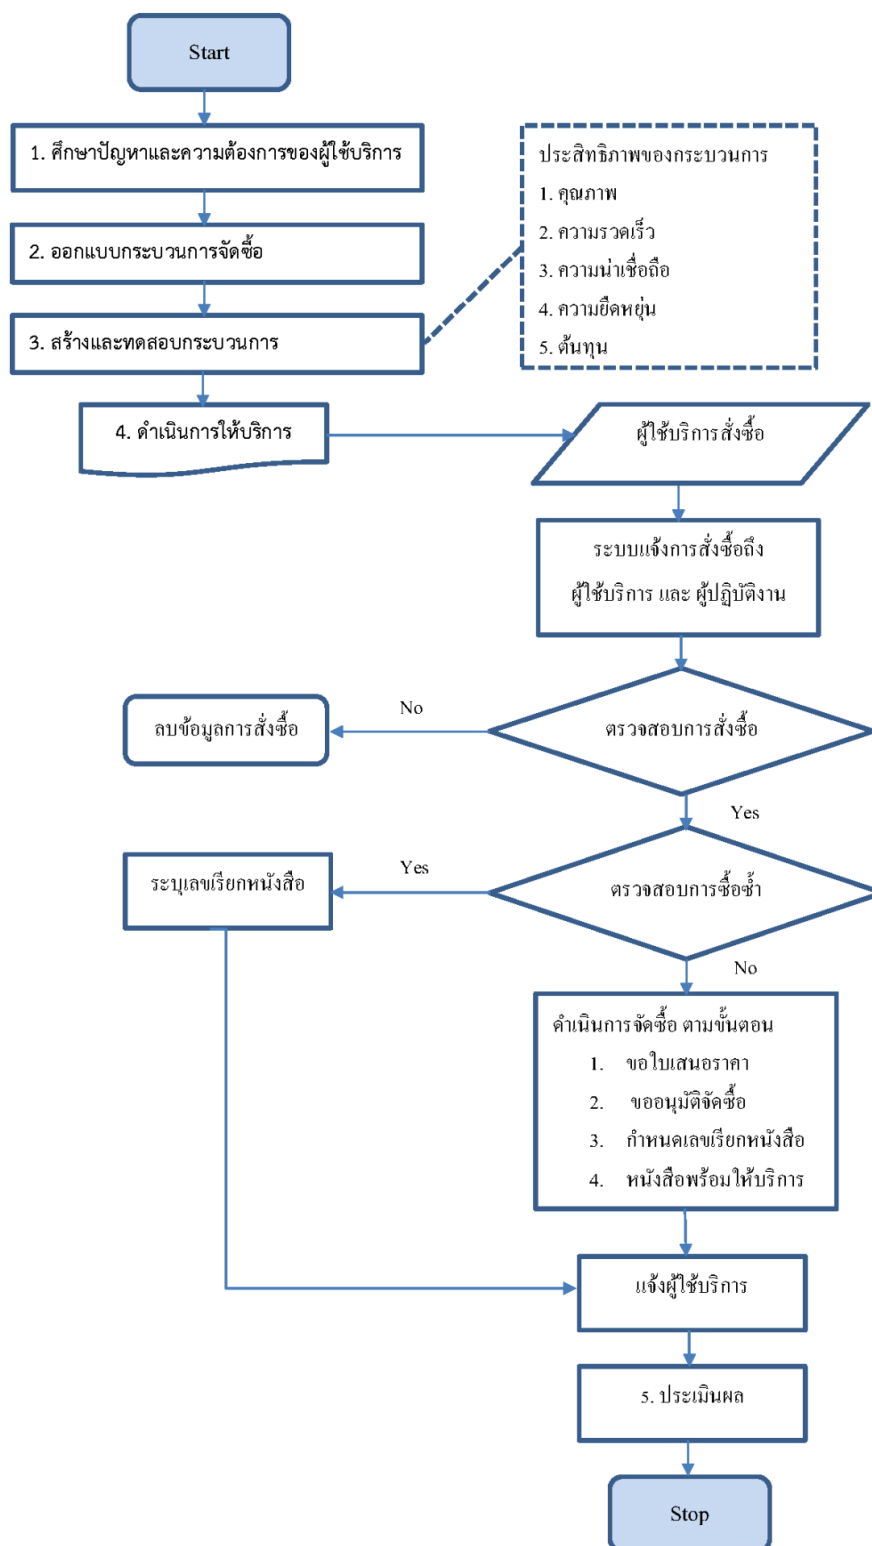 Start
1. ศึกษาปัญหาและความต้องการของผู้ใช้บริการ
2. ออกแบบกระบวนการจัดซื้อ
3. สร้างและทดสอบกระบวนการ
ประสิทธิภาพของกระบวนการ
1. คุณภาพ
2. ความรวดเร็ว
3. ความน่าเชื่อถือ
4. ความยืดหยุ่น
5. ต้นทุน
4. ดำเนินการให้บริการ
ผู้ใช้บริการสั่งซื้อ
ระบบแจ้งการสั่งซื้อถึง
ผู้ใช้บริการ และ ผู้ปฏิบัติงาน
ตรวจสอบการสั่งซื้อ
No
ลบข้อมูลการสั่งซื้อ
Yes
ตรวจสอบการซื้อซ้ำ
Yes
ระบุเลขเรียกหนังสือ
No
ดำเนินการจัดซื้อ ตามขั้นตอน
1. ขอใบเสนอราคา
2. ขออนุมัติจัดซื้อ
3. กำหนดเลขเรียกหนังสือ
4. หนังสือพร้อมให้บริการ
แจ้งผู้ใช้บริการ
5. ประเมินผล
Stop